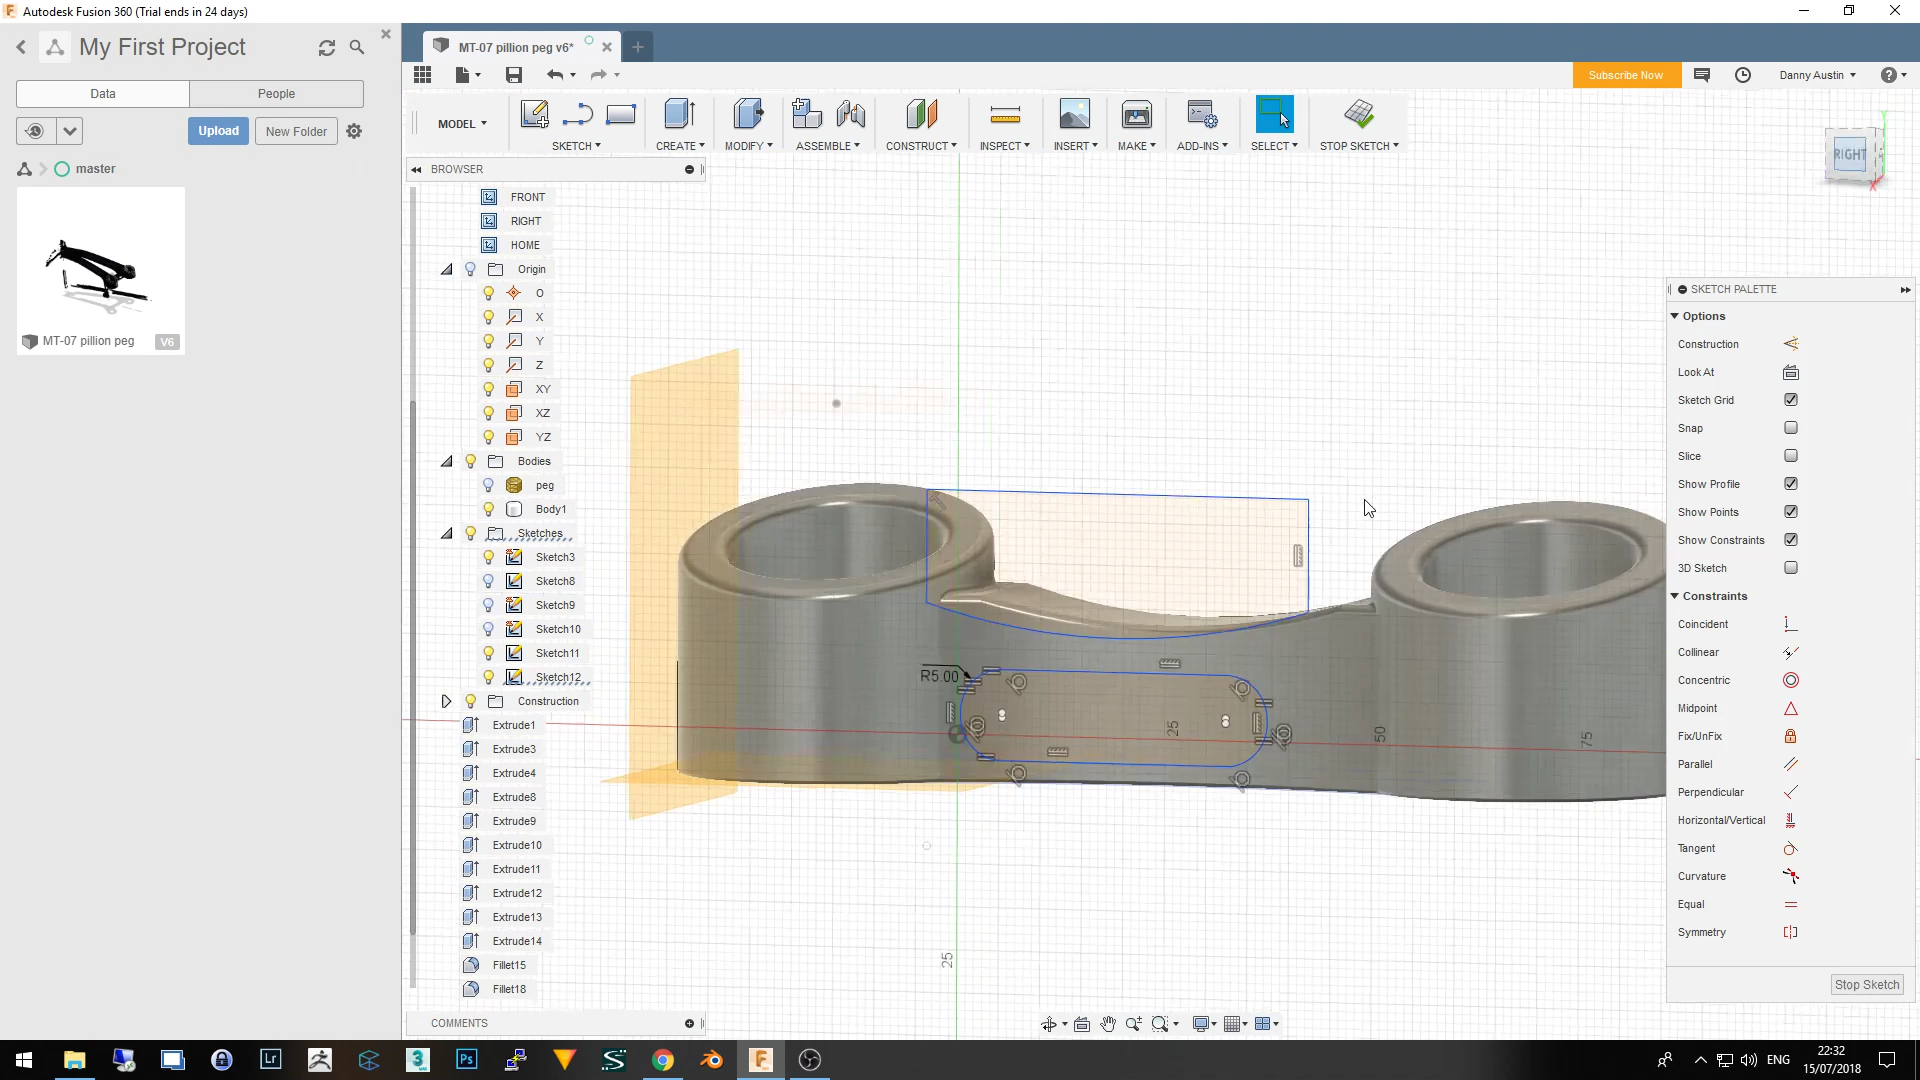 Autodesk Fusion 360 (Trial ends in 24 days)
My First Project
Data
People
Upload
New Folder
master
MT-07 pillion peg
V6
MT-07 pillion peg v6*
Subscribe Now
Danny Austin
MODEL
SKETCH
CREATE
MODIFY
ASSEMBLE
CONSTRUCT
INSPECT
INSERT
MAKE
ADD-INS
SELECT
STOP SKETCH
BROWSER
FRONT
RIGHT
HOME
Origin
O
X
Y
Z
XY
XZ
YZ
Bodies
peg
Body1
Sketches
Sketch3
Sketch8
Sketch9
Sketch10
Sketch11
Sketch12
Construction
Extrude1
Extrude3
Extrude4
Extrude8
Extrude9
Extrude10
Extrude11
Extrude12
Extrude13
Extrude14
Fillet15
Fillet18
COMMENTS
RIGHT
Y
X
R5.00
25
50
75
25
SKETCH PALETTE
Options
Construction
Look At
Sketch Grid
Snap
Slice
Show Profile
Show Points
Show Constraints
3D Sketch
Constraints
Coincident
Collinear
Concentric
Midpoint
Fix/UnFix
Parallel
Perpendicular
Horizontal/Vertical
Tangent
Curvature
Equal
Symmetry
Stop Sketch
Lr
3
Ps
ENG
22:32
15/07/2018